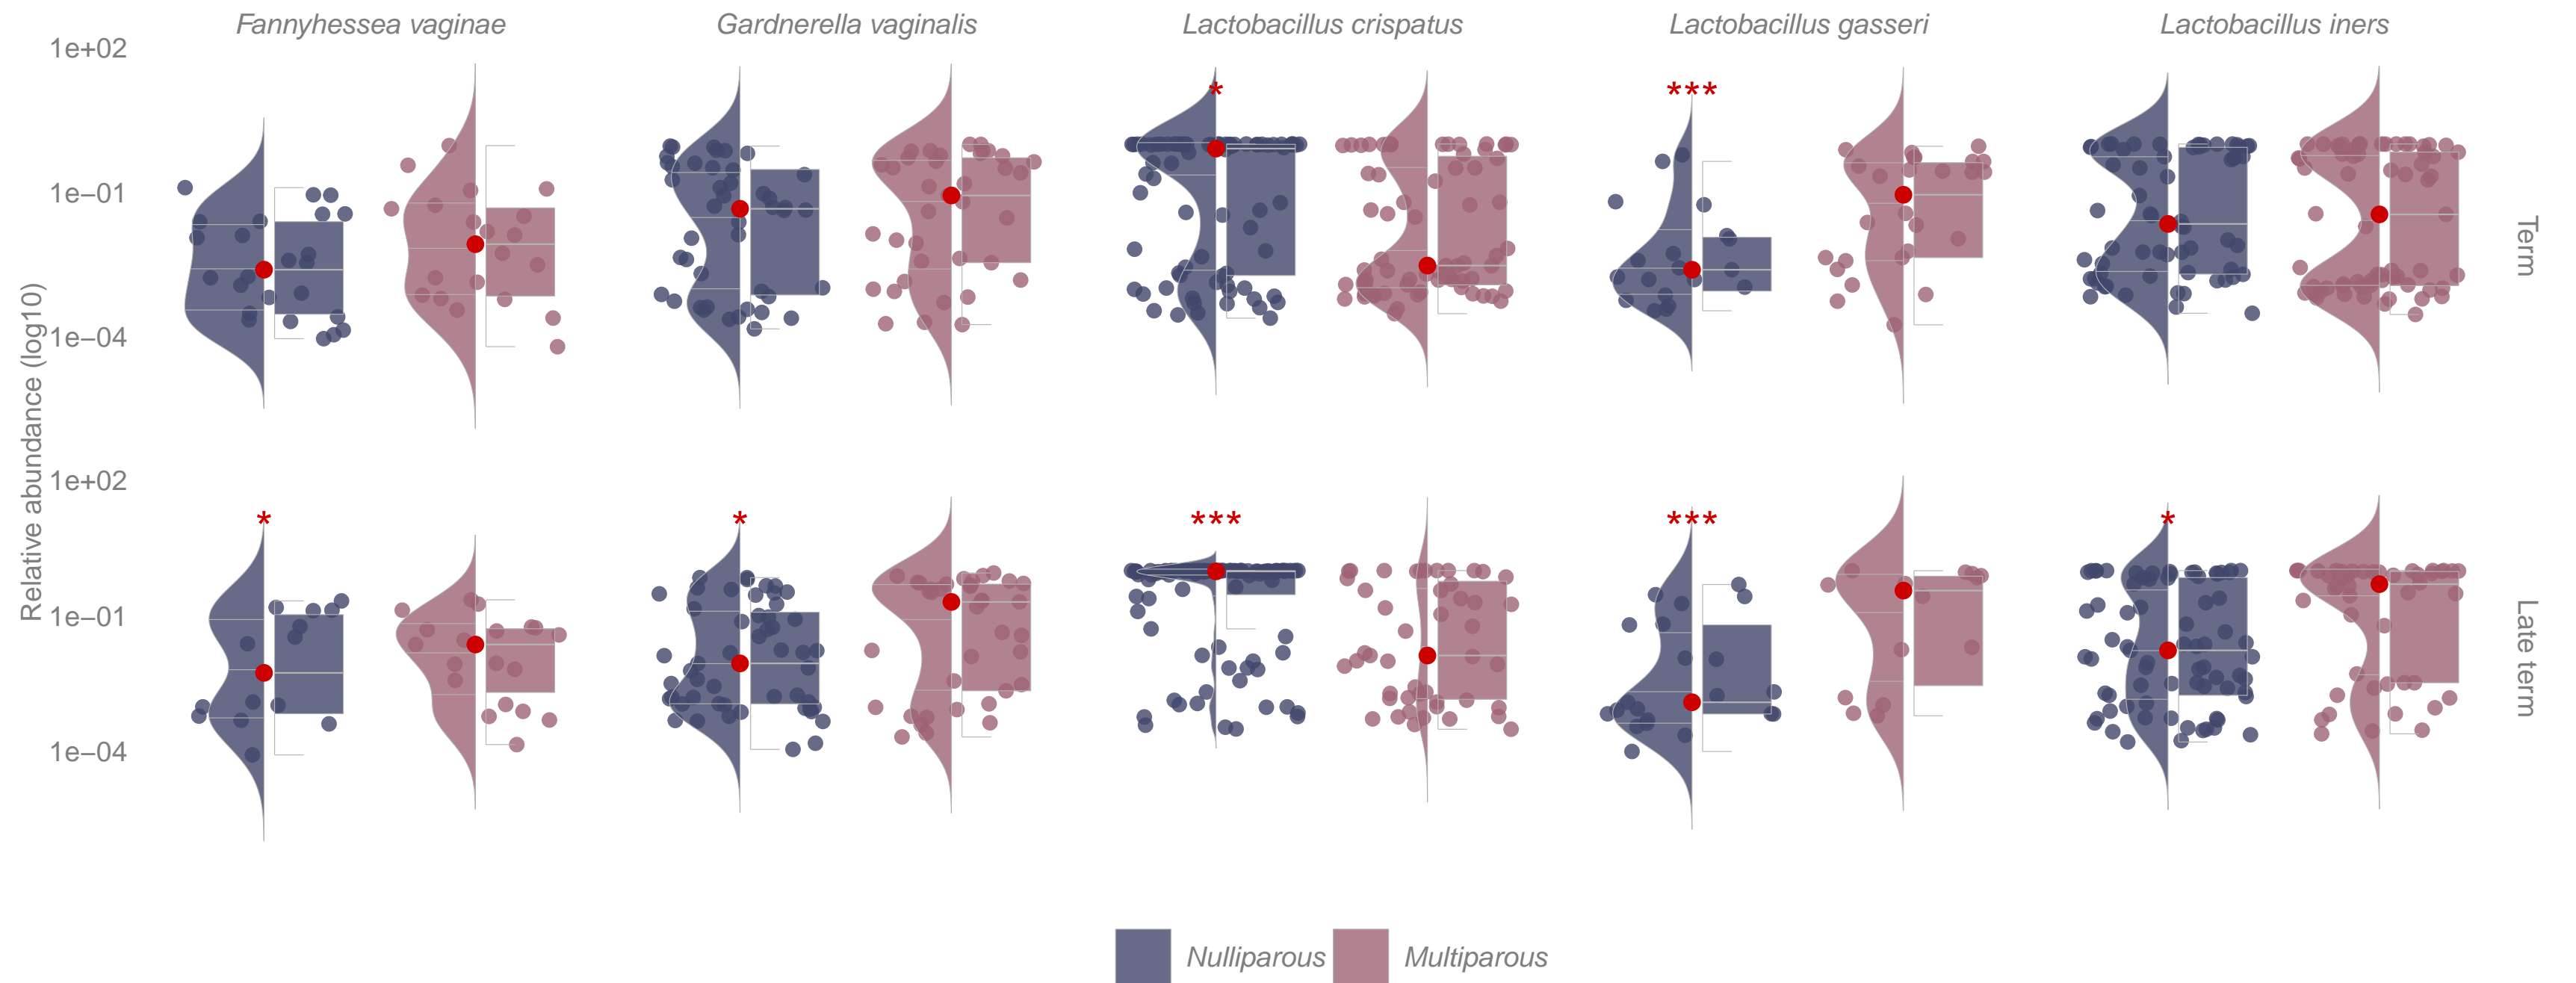 Fannyhessea vaginae Gardnerella vaginalis Lactobacillus crispatus Lactobacillus gasseri Lactobacillus iners
1e+02
* ***
1e−01
Term
1e−04
Relative abundance (log10)
1e+02
* * *** *** *
1e−01
Late term
1e−04
Nulliparous Multiparous